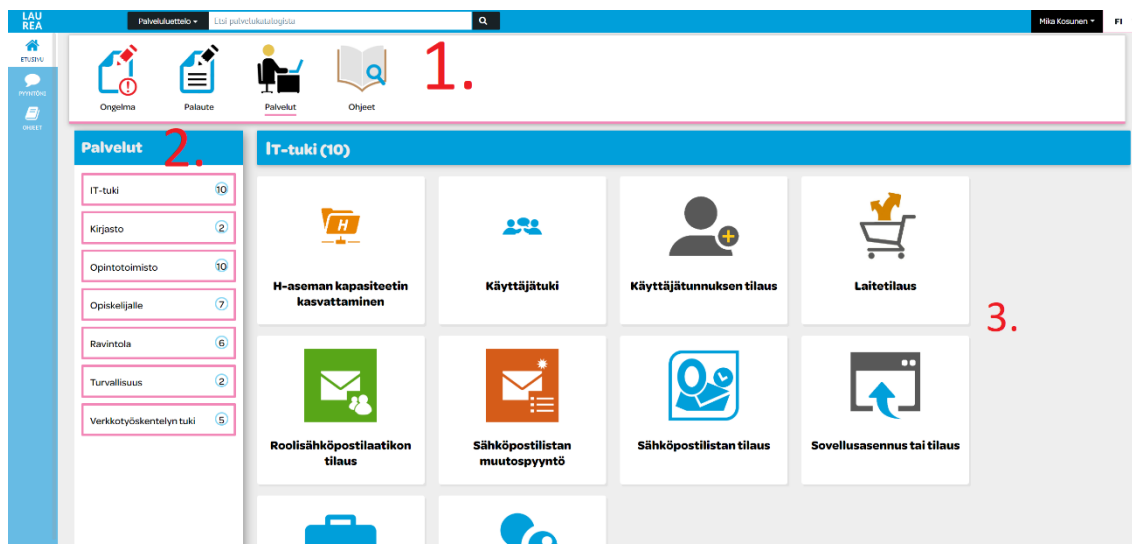 LAU
REA
Palveluluettelo
Etsi palvelukatalogista
Mika Kosunen
FI
ETUSIVU
PYYNTÖNI
OHJEET
Ongelma
Palaute
Palvelut
Ohjeet
1.
Palvelut
2.
IT-tuki
10
Kirjasto
2
Opintotoimisto
10
Opiskelijalle
7
Ravintola
6
Turvallisuus
2
Verkkotyöskentelyn tuki
5
IT-tuki (10)
H
H-aseman kapasiteetin
kasvattaminen
Käyttäjätuki
Käyttäjätunnuksen tilaus
Laitetilaus
3.
Roolisähköpostilaatikon
tilaus
Sähköpostilistan
muutospyyntö
Sähköpostilistan tilaus
Sovellusasennus tai tilaus